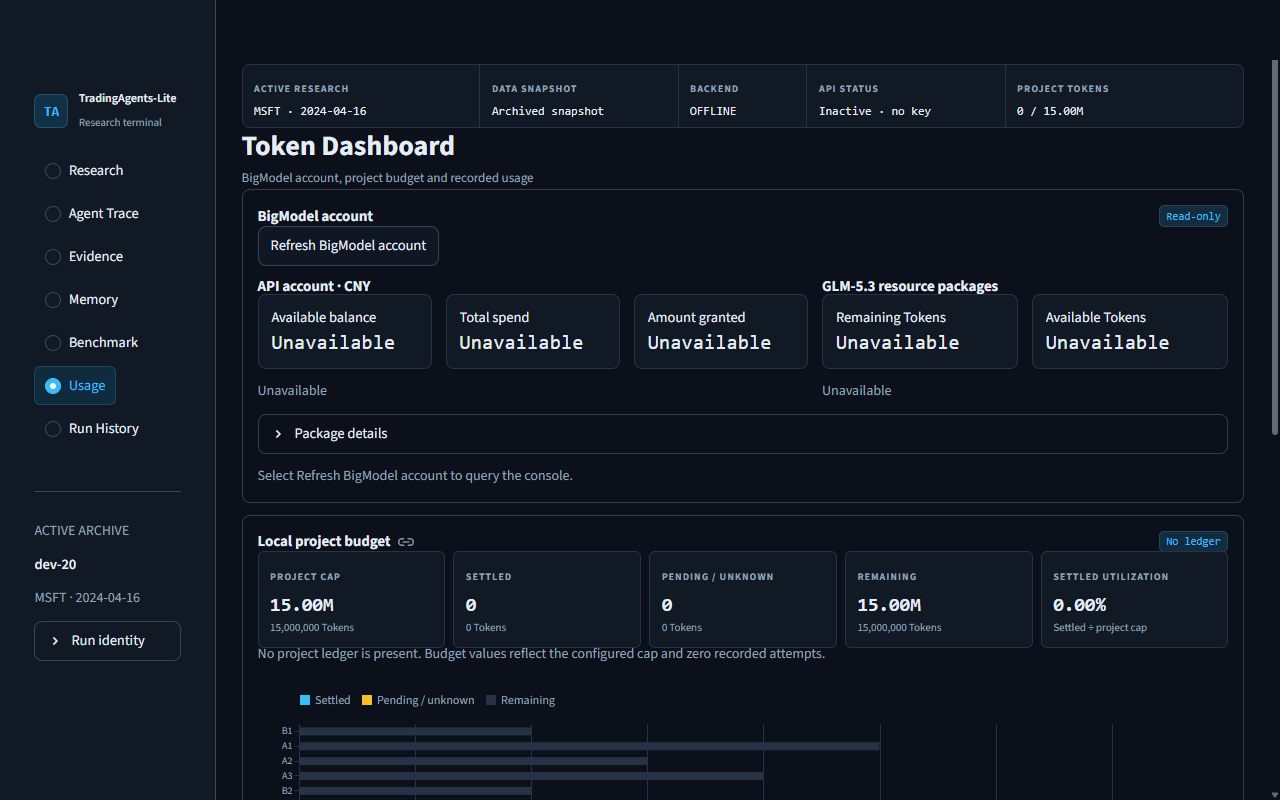 TA
TradingAgents-Lite
Research terminal
Research
Agent Trace
Evidence
Memory
Benchmark
Usage
Run History
ACTIVE ARCHIVE
dev-20
MSFT · 2024-04-16
Run identity
ACTIVE RESEARCH
MSFT · 2024-04-16
DATA SNAPSHOT
Archived snapshot
BACKEND
OFFLINE
API STATUS
Inactive · no key
PROJECT TOKENS
0 / 15.00M
Token Dashboard
BigModel account, project budget and recorded usage
BigModel account
Read-only
Refresh BigModel account
API account · CNY
Available balance
Unavailable
Total spend
Unavailable
Amount granted
Unavailable
Unavailable
GLM-5.3 resource packages
Remaining Tokens
Unavailable
Available Tokens
Unavailable
Unavailable
Package details
Select Refresh BigModel account to query the console.
Local project budget
No ledger
PROJECT CAP
15.00M
15,000,000 Tokens
SETTLED
0
0 Tokens
PENDING / UNKNOWN
0
0 Tokens
REMAINING
15.00M
15,000,000 Tokens
SETTLED UTILIZATION
0.00%
Settled ÷ project cap
No project ledger is present. Budget values reflect the configured cap and zero recorded attempts.
Settled
Pending / unknown
Remaining
B1
A1
A2
A3
B2